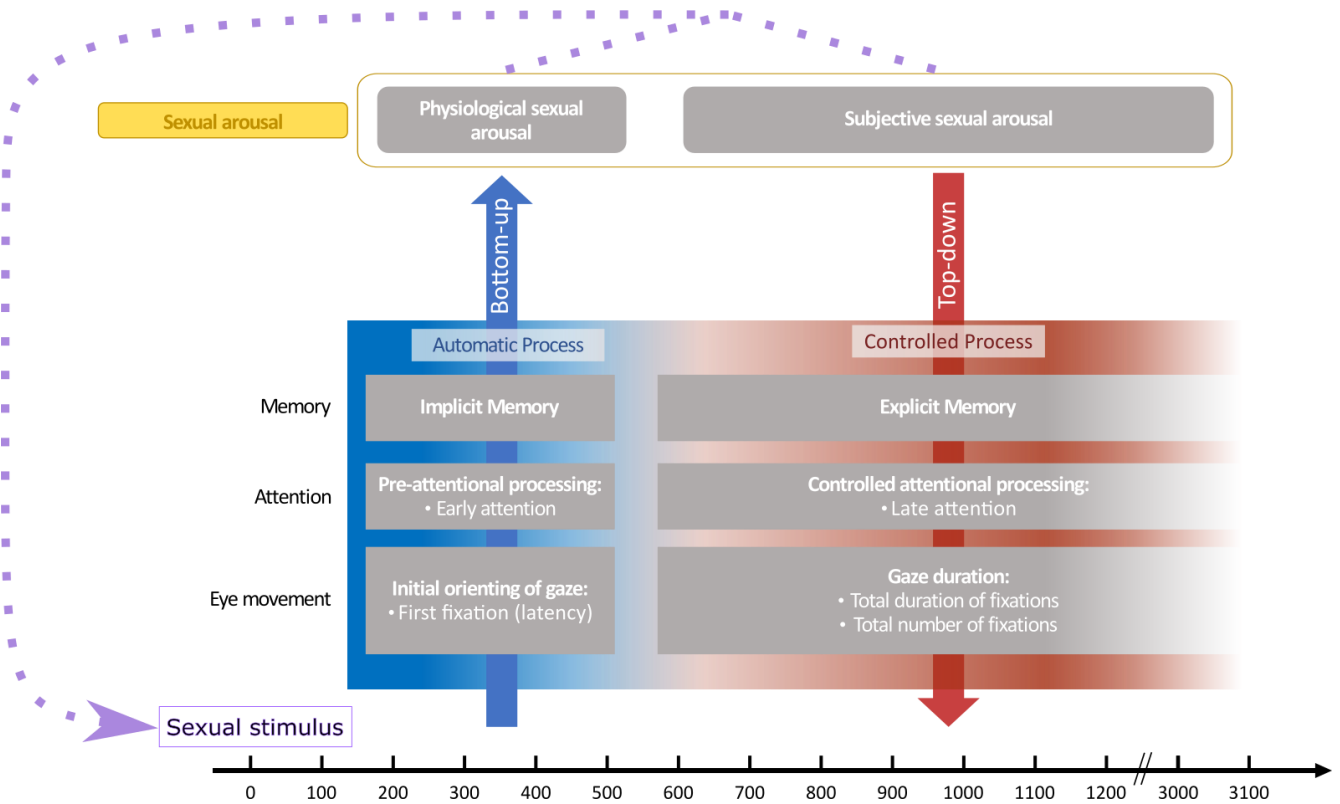 Sexual arousal
Physiological sexual
arousal
Subjective sexual arousal
Bottom-up
Top-down
Automatic Process
Controlled Process
Memory
Implicit Memory
Explicit Memory
Attention
Pre-attentional processing:
• Early attention
Controlled attentional processing:
• Late attention
Eye movement
Initial orienting of gaze:
• First fixation (latency)
Gaze duration:
• Total duration of fixations
• Total number of fixations
Sexual stimulus
0 100 200 300 400 500 600 700 800 900 1000 1100 1200 // 3000 3100